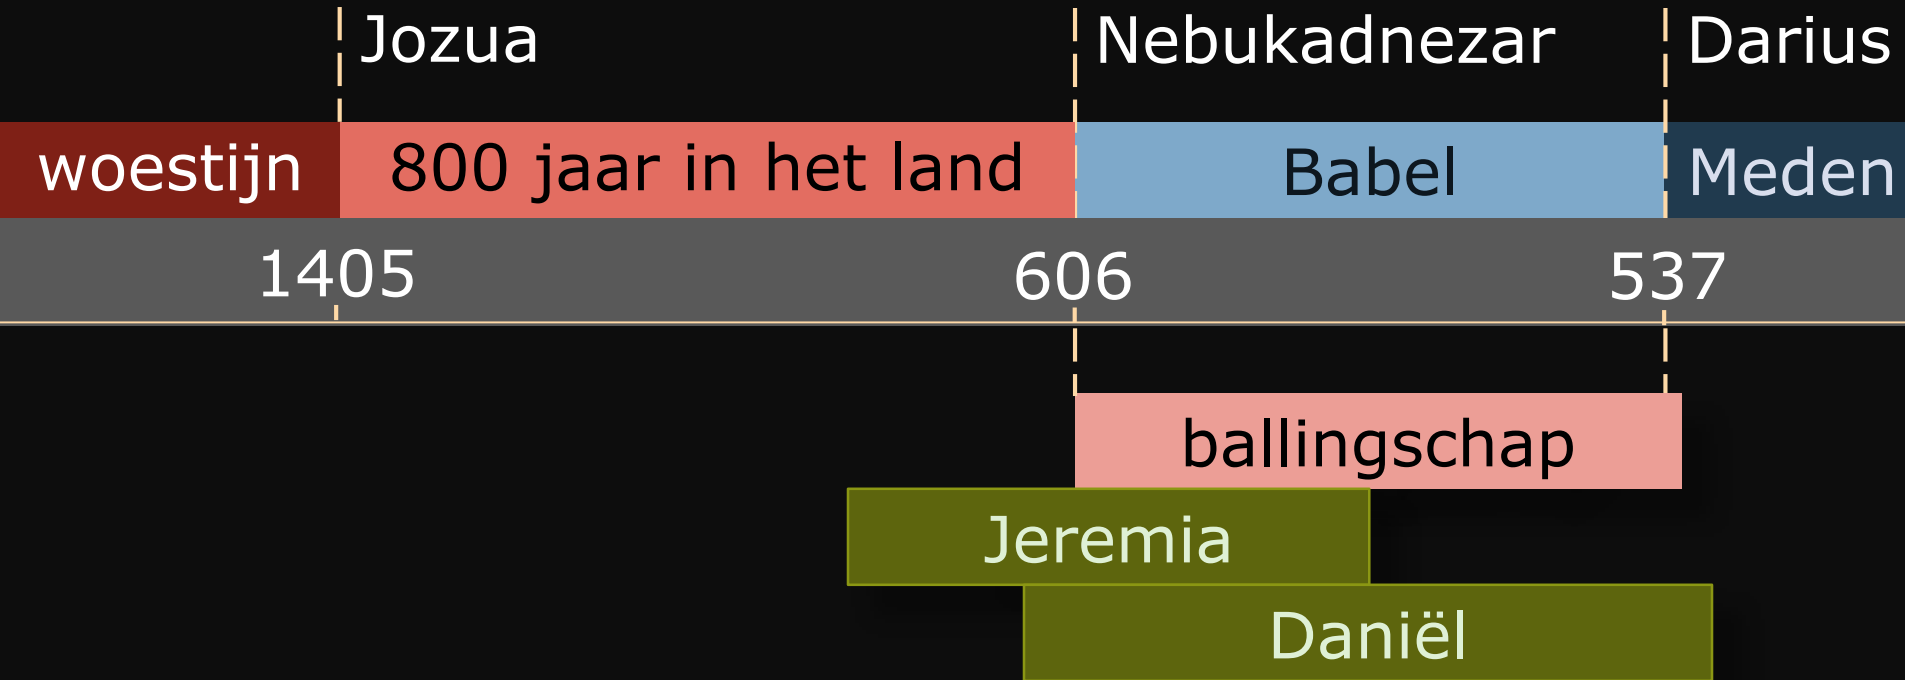 Jozua Nebukadnezar Darius
woestijn 800 jaar in het land Babel Meden
1405 606 537
ballingschap
Jeremia
Daniël